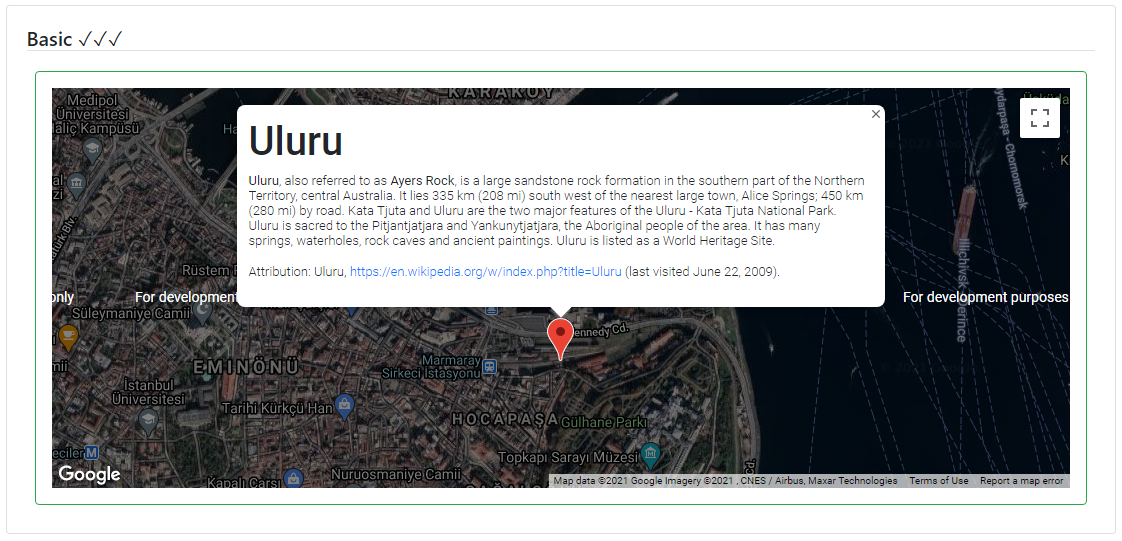 Basic ✓✓✓
KARAKÖY
Medipol
Üniversitesi
Haliç Kampüsü
Uluru
Uluru, also referred to as Ayers Rock, is a large sandstone rock formation in the southern part of the Northern
Territory, central Australia. It lies 335 km (208 mi) south west of the nearest large town, Alice Springs; 450 km
(280 mi) by road. Kata Tjuta and Uluru are the two major features of the Uluru - Kata Tjuta National Park.
Uluru is sacred to the Pitjantjatjara and Yankunytjatjara, the Aboriginal people of the area. It has many
springs, waterholes, rock caves and ancient paintings. Uluru is listed as a World Heritage Site.
Attribution: Uluru, https://en.wikipedia.org/w/index.php?title=Uluru (last visited June 22, 2009).
ydarpaşa - Chornomorsk
Illichivsk - Derince
Rüstem
only
For development
For development purposes
Süleymaniye Camii
ennedy Cd.
EMİNÖNÜ
Marmaray
Sirkeci İstasyonu
İstanbul
Üniversitesi
Tarihi Kürkçü Han
HOCAPAŞA
Gülhane Parkı
eciler M
Topkapı Sarayı Müzesi
Google
Kapalı Çarşı
Nuruosmaniye Camii
Map data ©2021 Google Imagery ©2021 , CNES / Airbus, Maxar Technologies
Terms of Use
Report a map error